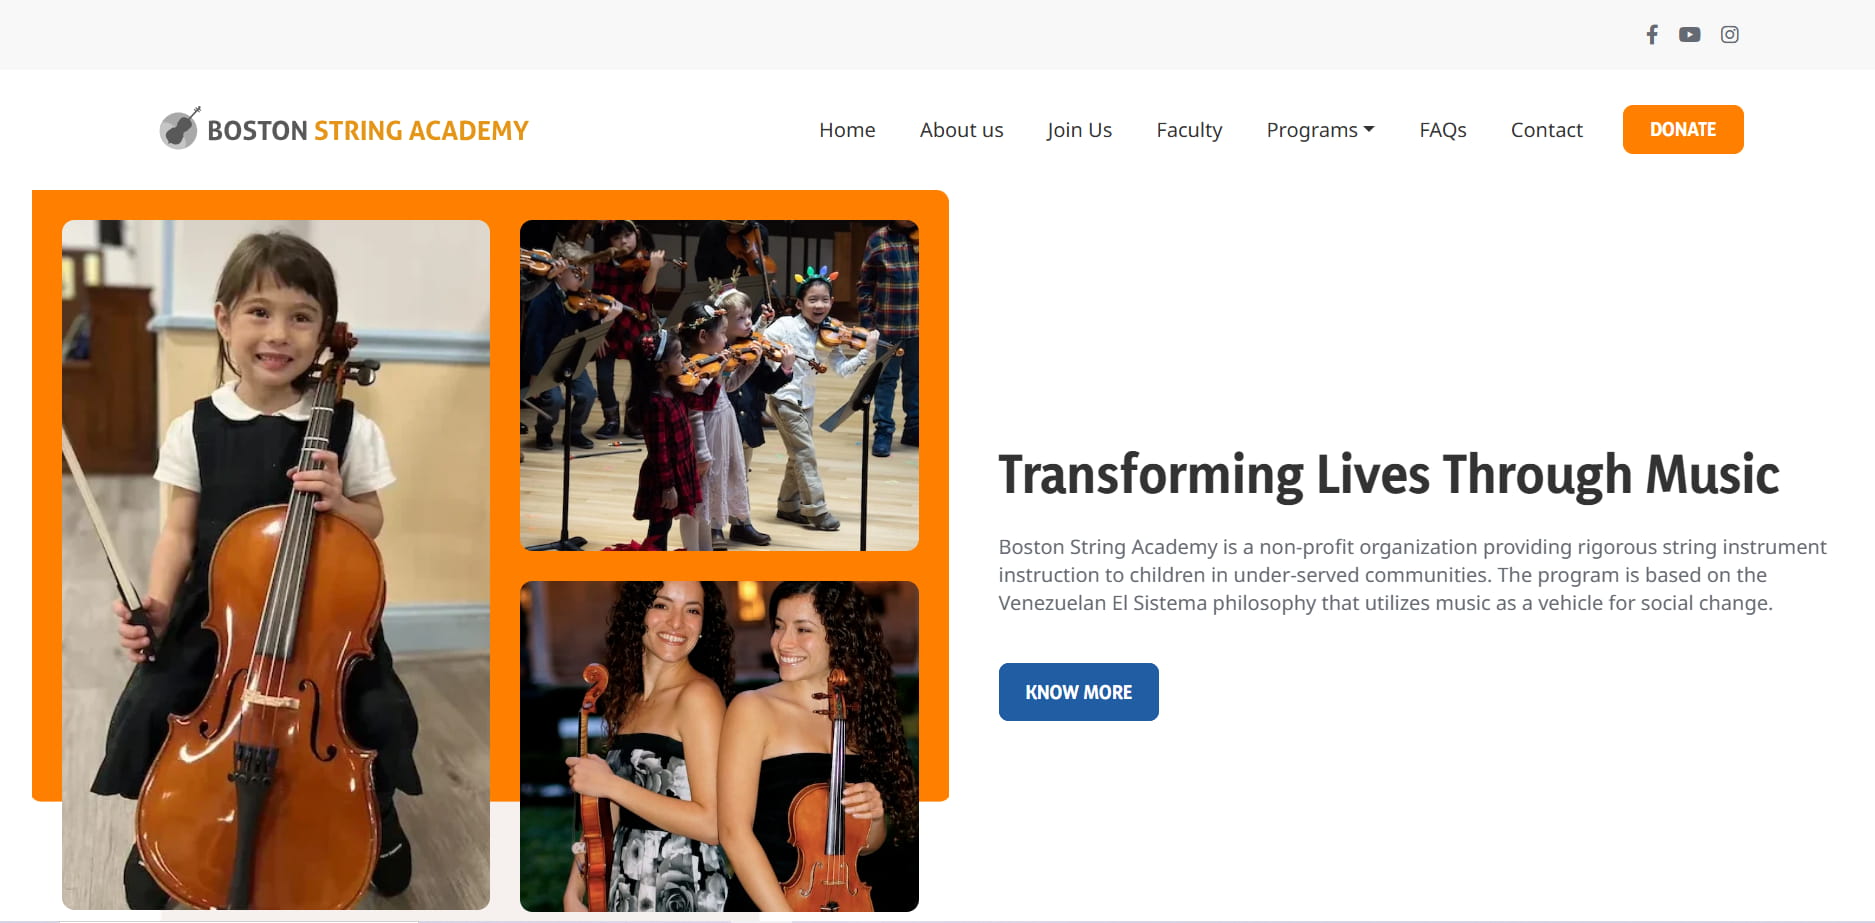 BOSTON STRING ACADEMY
Home About us Join Us Faculty Programs FAQs Contact DONATE
Transforming Lives Through Music
Boston String Academy is a non-profit organization providing rigorous string instrument
instruction to children in under-served communities. The program is based on the
Venezuelan El Sistema philosophy that utilizes music as a vehicle for social change.
KNOW MORE